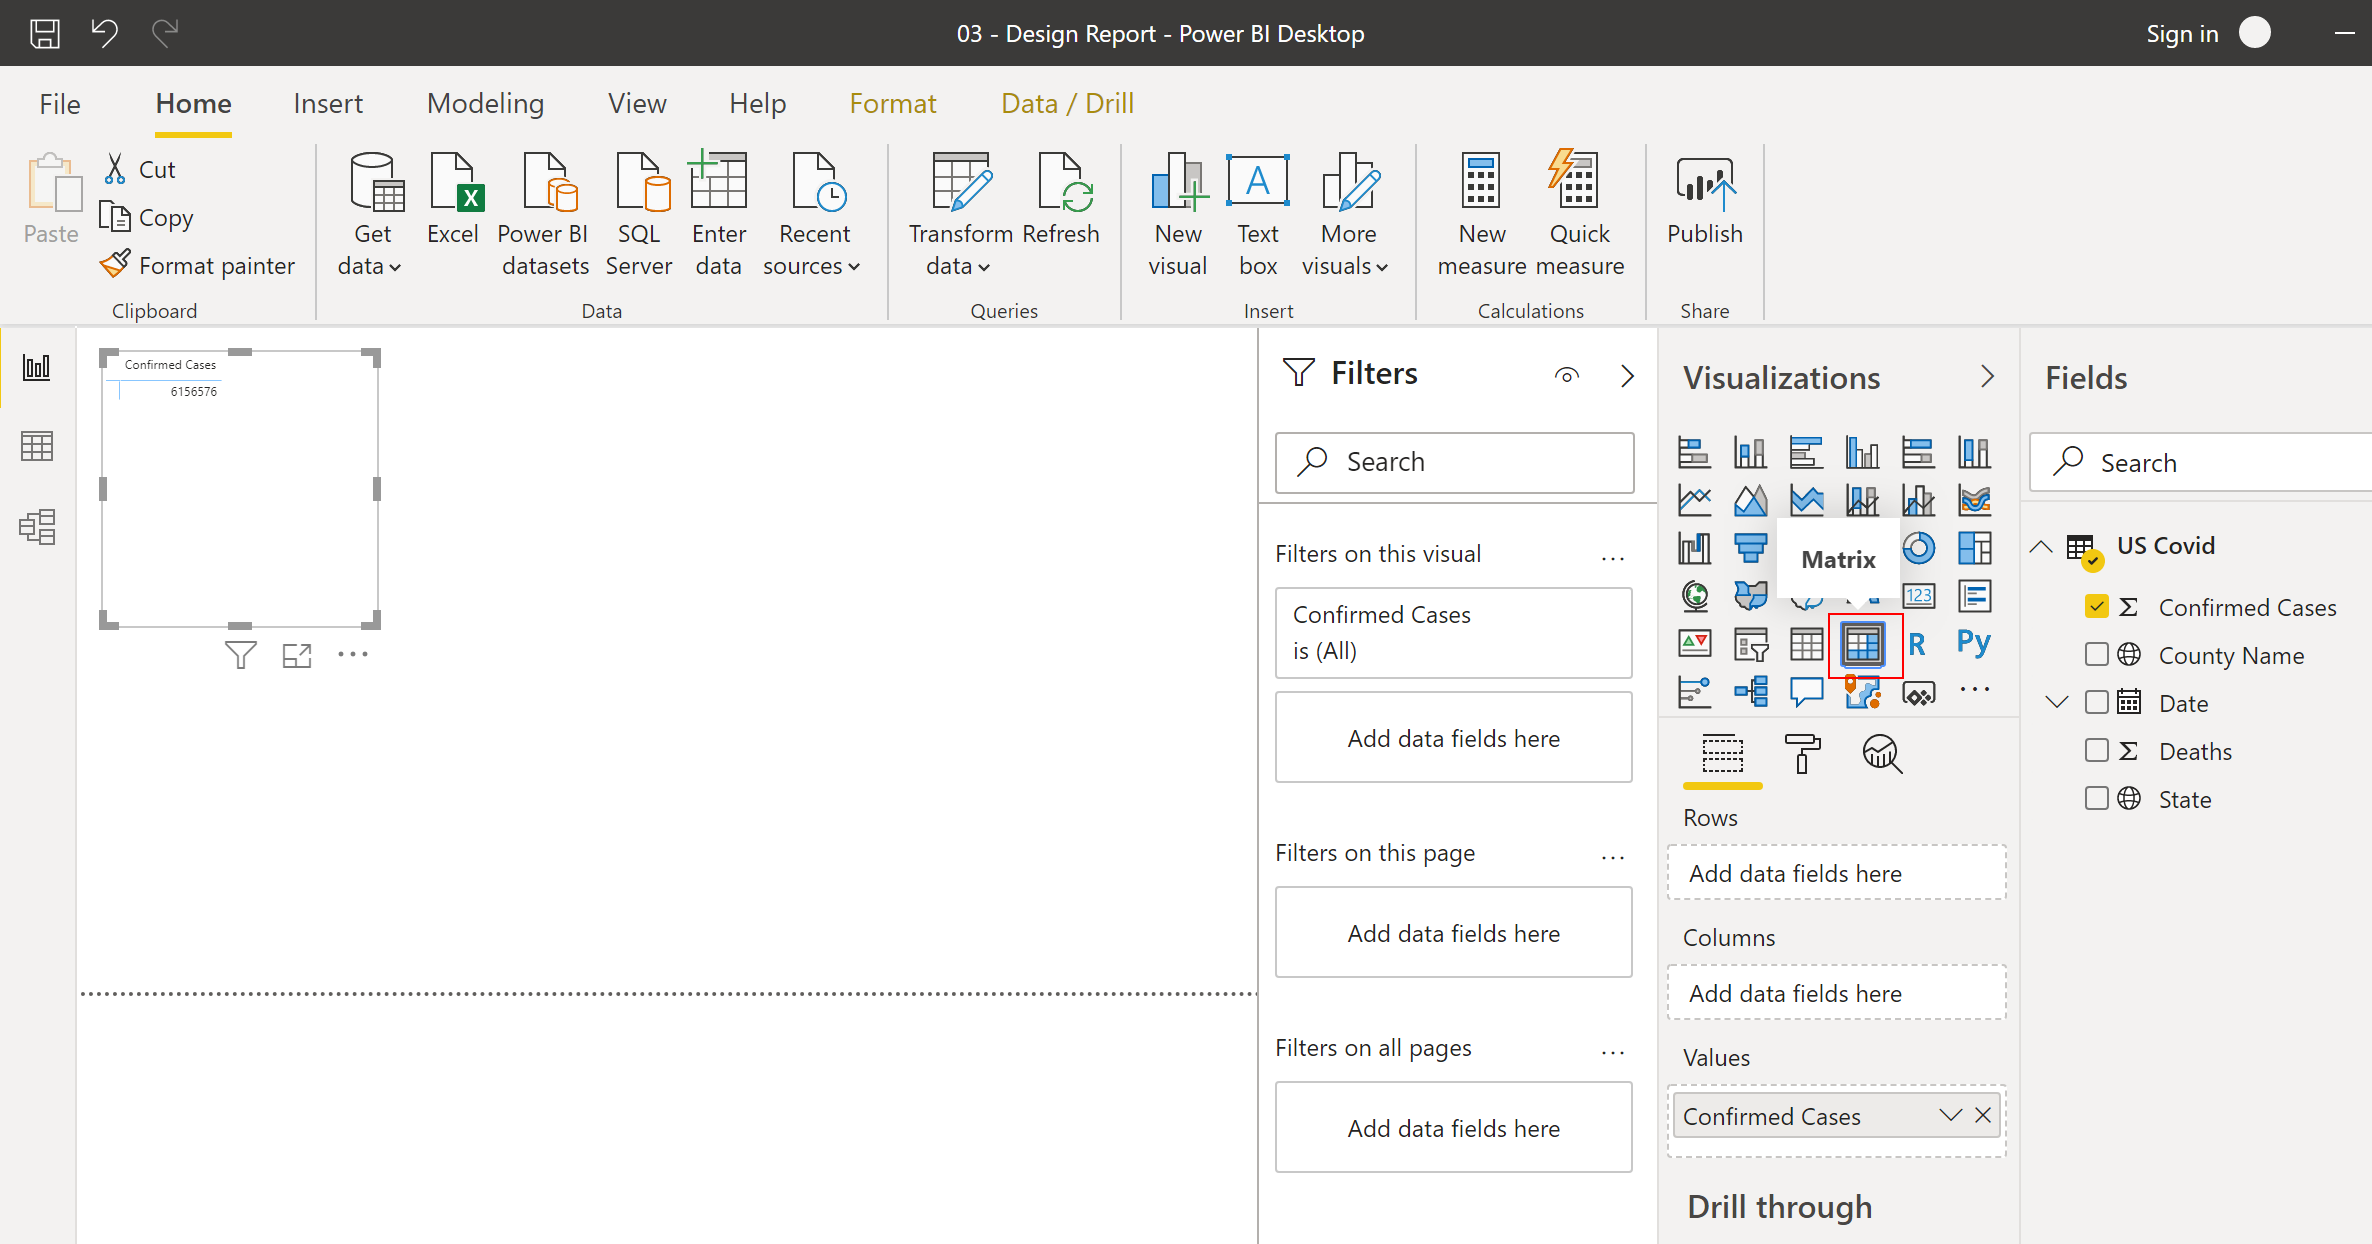 03 - Design Report - Power BI Desktop
Sign in
File Home Insert Modeling View Help Format Data / Drill
Paste
Cut
Copy
Format painter
Clipboard
Get data
Excel
Power BI datasets
SQL Server
Enter data
Recent sources
Data
Transform data
Refresh
Queries
New visual
A
Text box
More visuals
Insert
New measure
Quick measure
Calculations
Publish
Share
Confirmed Cases
6156576
Filters
Search
Filters on this visual
Confirmed Cases
is (All)
Add data fields here
Filters on this page
Add data fields here
Filters on all pages
Add data fields here
Visualizations
Matrix
123
R
Py
Rows
Add data fields here
Columns
Add data fields here
Values
Confirmed Cases
Drill through
Fields
Search
US Covid
Confirmed Cases
County Name
Date
Deaths
State